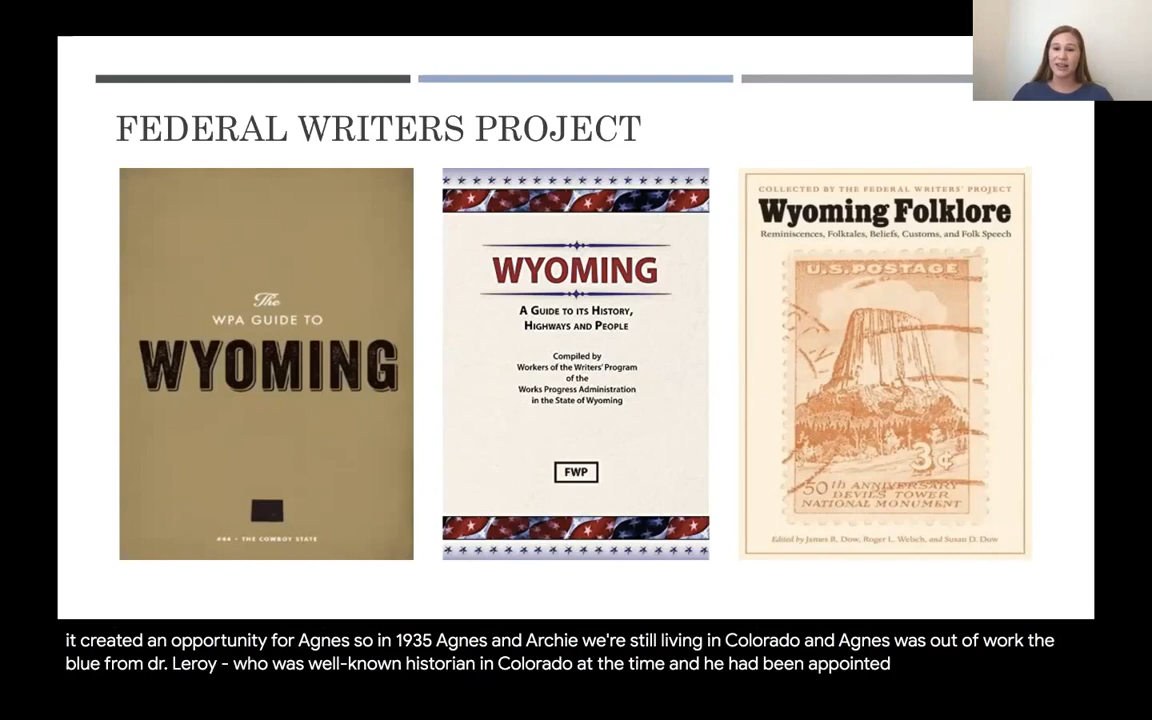 FEDERAL WRITERS PROJECT
The
WPA GUIDE TO
WYOMING
#44 • THE COWBOY STATE
WYOMING
A GUIDE TO ITS HISTORY,
HIGHWAYS AND PEOPLE
Compiled by
Workers of the Writers' Program
of the
Works Progress Administration
in the State of Wyoming
FWP
COLLECTED BY THE FEDERAL WRITERS' PROJECT
Wyoming Folklore
Reminiscences, Folktales, Beliefs, Customs, and Folk Speech
U.S. POSTAGE
3¢
50th ANNIVERSARY
DEVILS TOWER
NATIONAL MONUMENT
Edited by James R. Dow, Roger L. Welsch, and Susan D. Dow
it created an opportunity for Agnes so in 1935 Agnes and Archie we're still living in Colorado and Agnes was out of work the
blue from dr. Leroy - who was well-known historian in Colorado at the time and he had been appointed